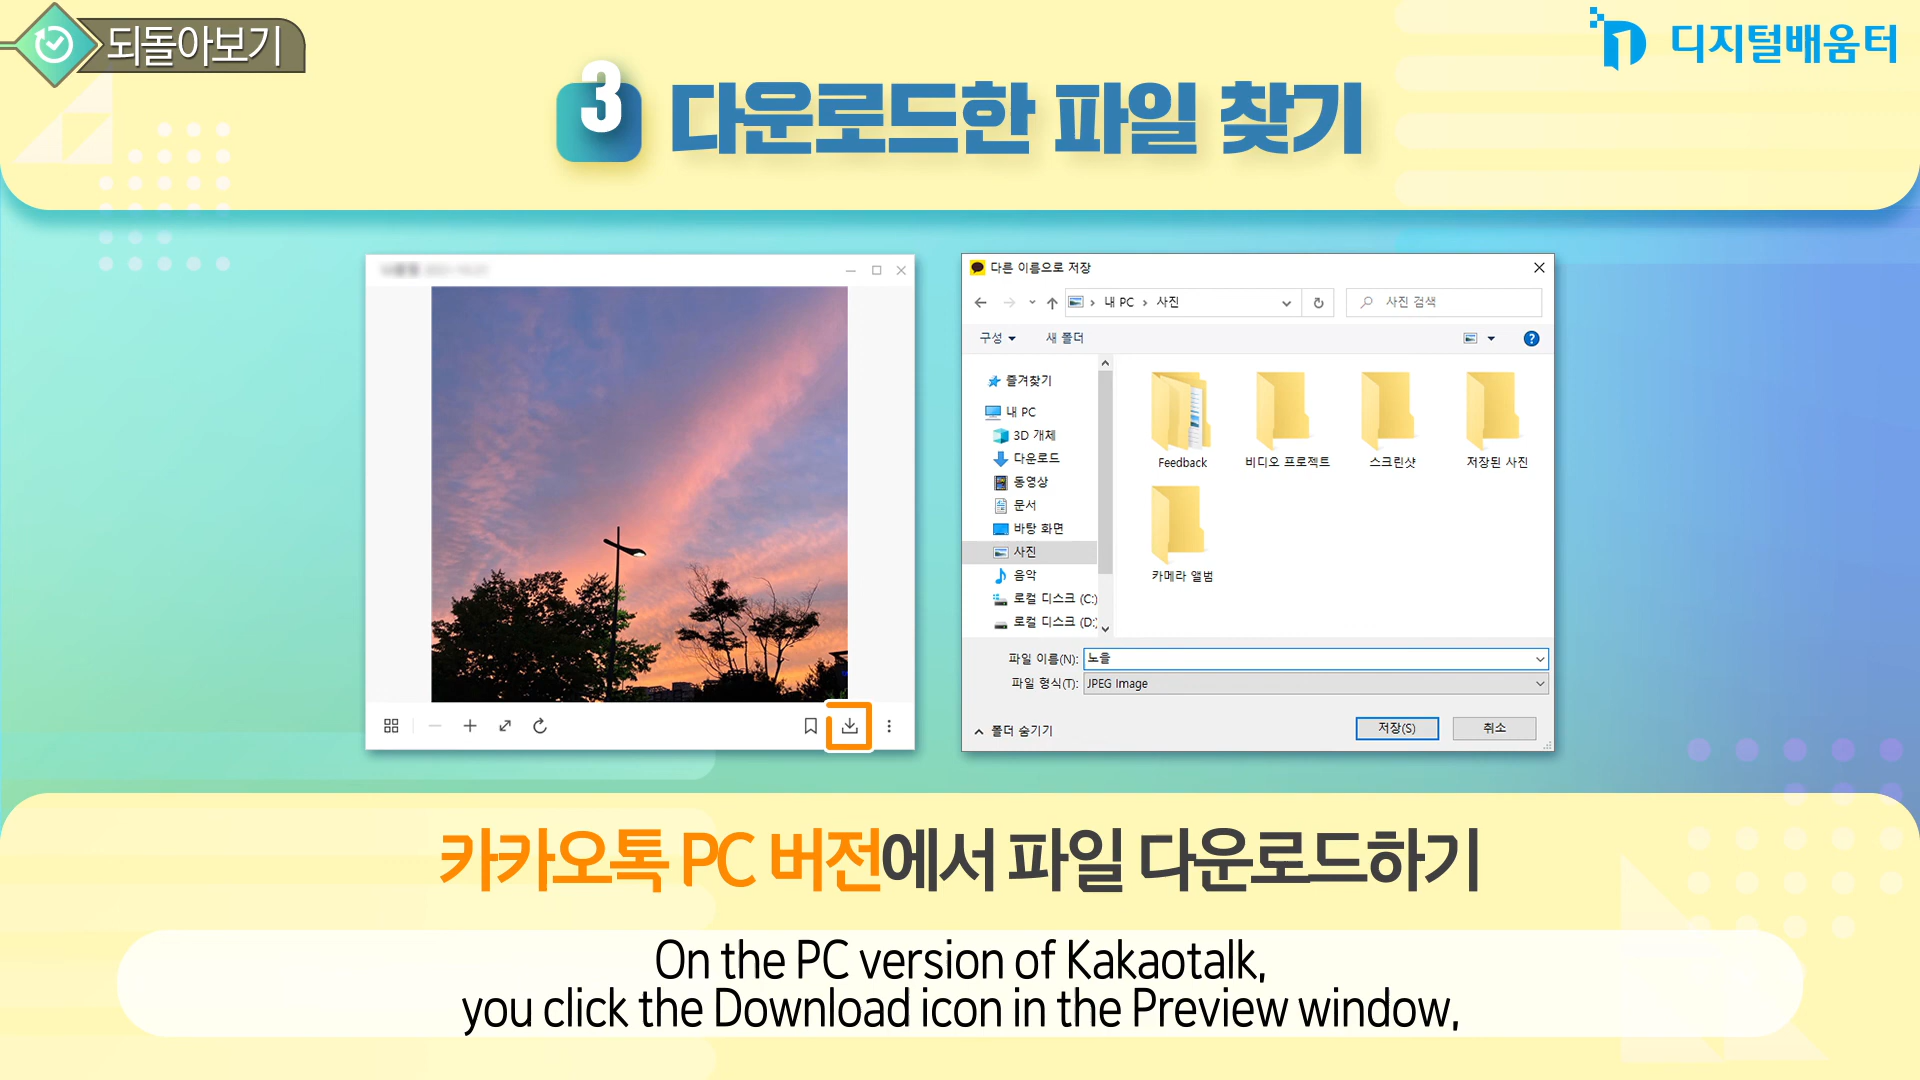 되돌아보기
디지털배움터
3 다운로드한 파일 찾기
다른 이름으로 저장
내 PC › 사진
사진 검색
구성
새 폴더
즐겨찾기
내 PC
3D 개체
다운로드
동영상
문서
바탕 화면
사진
음악
로컬 디스크 (C:)
로컬 디스크 (D:)
Feedback
비디오 프로젝트
스크린샷
저장된 사진
카메라 앨범
파일 이름(N): 노을
파일 형식(T): JPEG Image
폴더 숨기기
저장(S)
취소
카카오톡 PC 버전에서 파일 다운로드하기
On the PC version of Kakaotalk,
you click the Download icon in the Preview window,